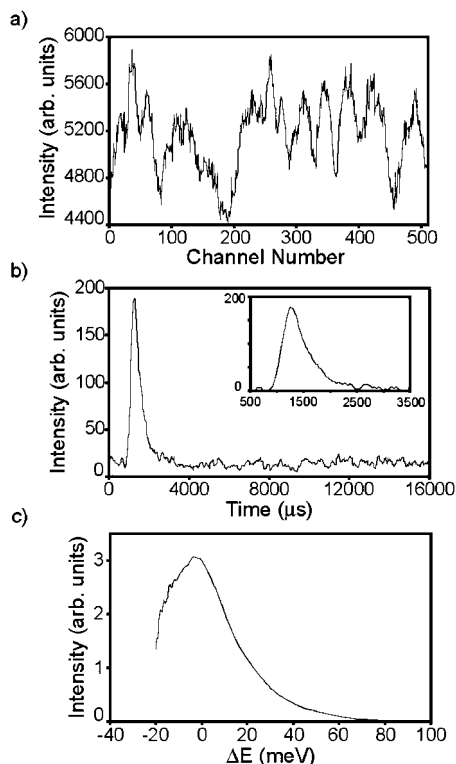 a)
6000
5600
5200
4800
4400
Intensity (arb. units)
0 100 200 300 400 500
Channel Number
b)
200
150
100
50
0
Intensity (arb. units)
200
0
500 1500 2500 3500
0 4000 8000 12000 16000
Time (μs)
c)
3
2
1
0
Intensity (arb. units)
-40 -20 0 20 40 60 80 100
ΔE (meV)